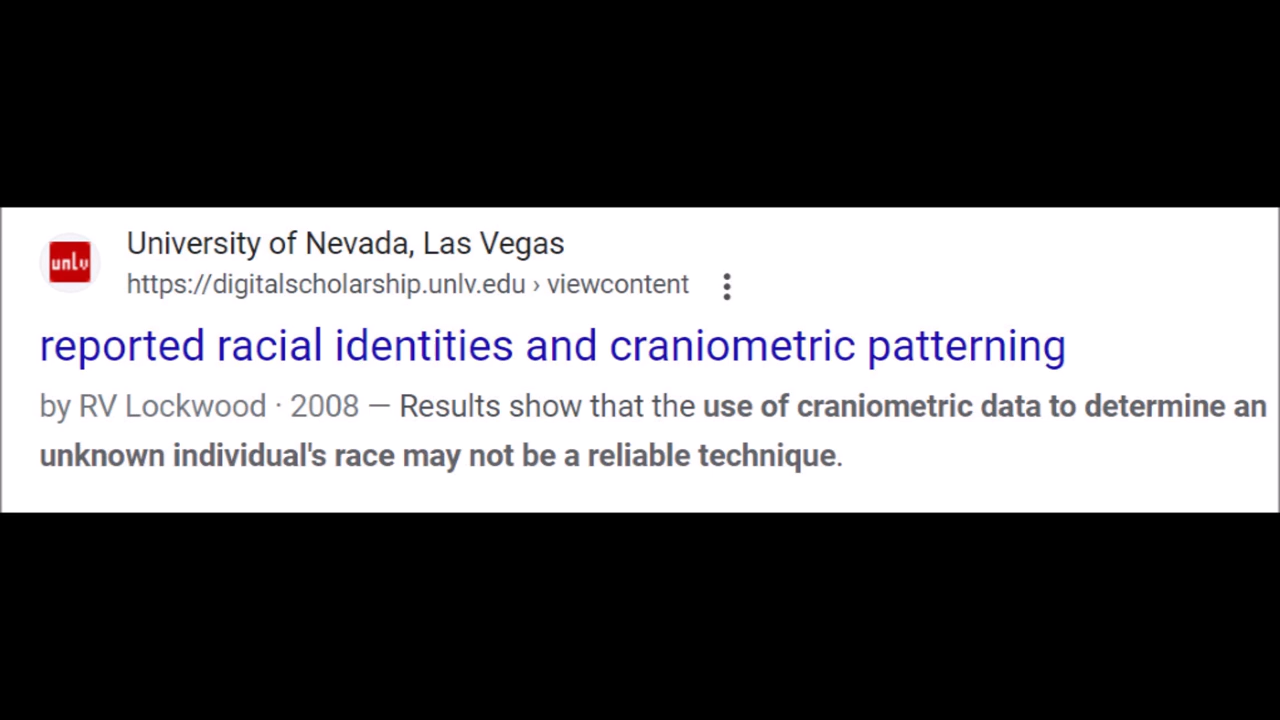 unlv
University of Nevada, Las Vegas
https://digitalscholarship.unlv.edu › viewcontent
reported racial identities and craniometric patterning
by RV Lockwood · 2008 — Results show that the use of craniometric data to determine an
unknown individual's race may not be a reliable technique.